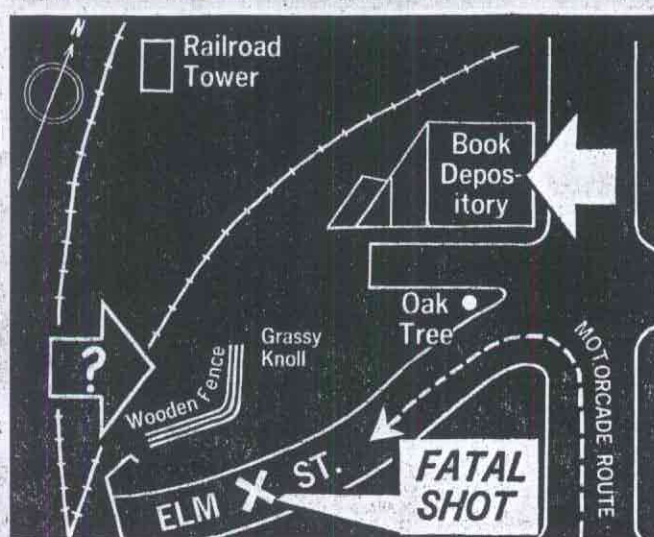 N
Railroad
Tower
Book
Depos-
itory
Oak
Tree
MOTORCADE ROUTE
?
Grassy
Knoll
Wooden Fence
ELM X ST.
FATAL
SHOT